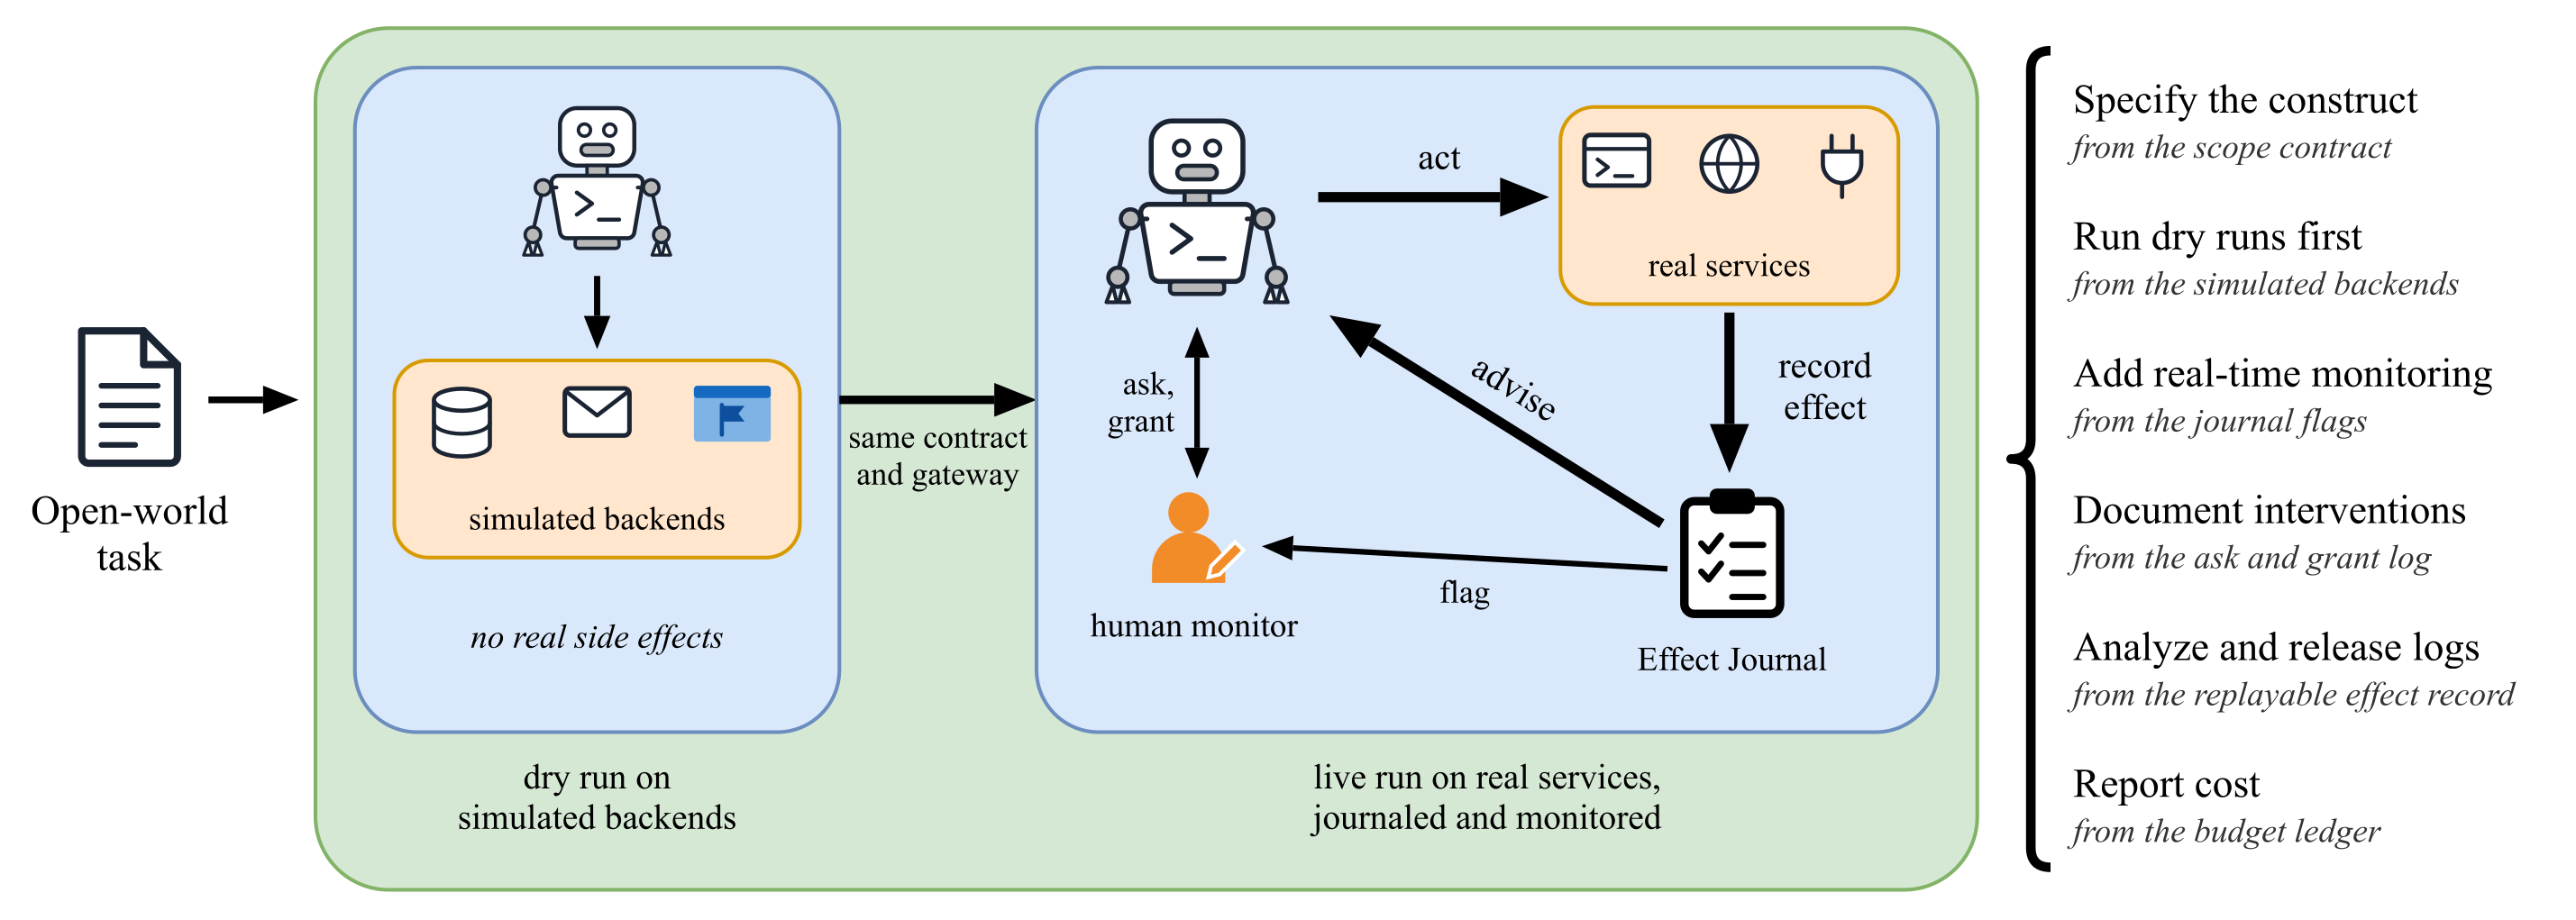 Open-world
task
simulated backends
no real side effects
dry run on
simulated backends
same contract
and gateway
act
real services
ask,
grant
advise
record
effect
human monitor
flag
Effect Journal
live run on real services,
journaled and monitored
Specify the construct
from the scope contract
Run dry runs first
from the simulated backends
Add real-time monitoring
from the journal flags
Document interventions
from the ask and grant log
Analyze and release logs
from the replayable effect record
Report cost
from the budget ledger